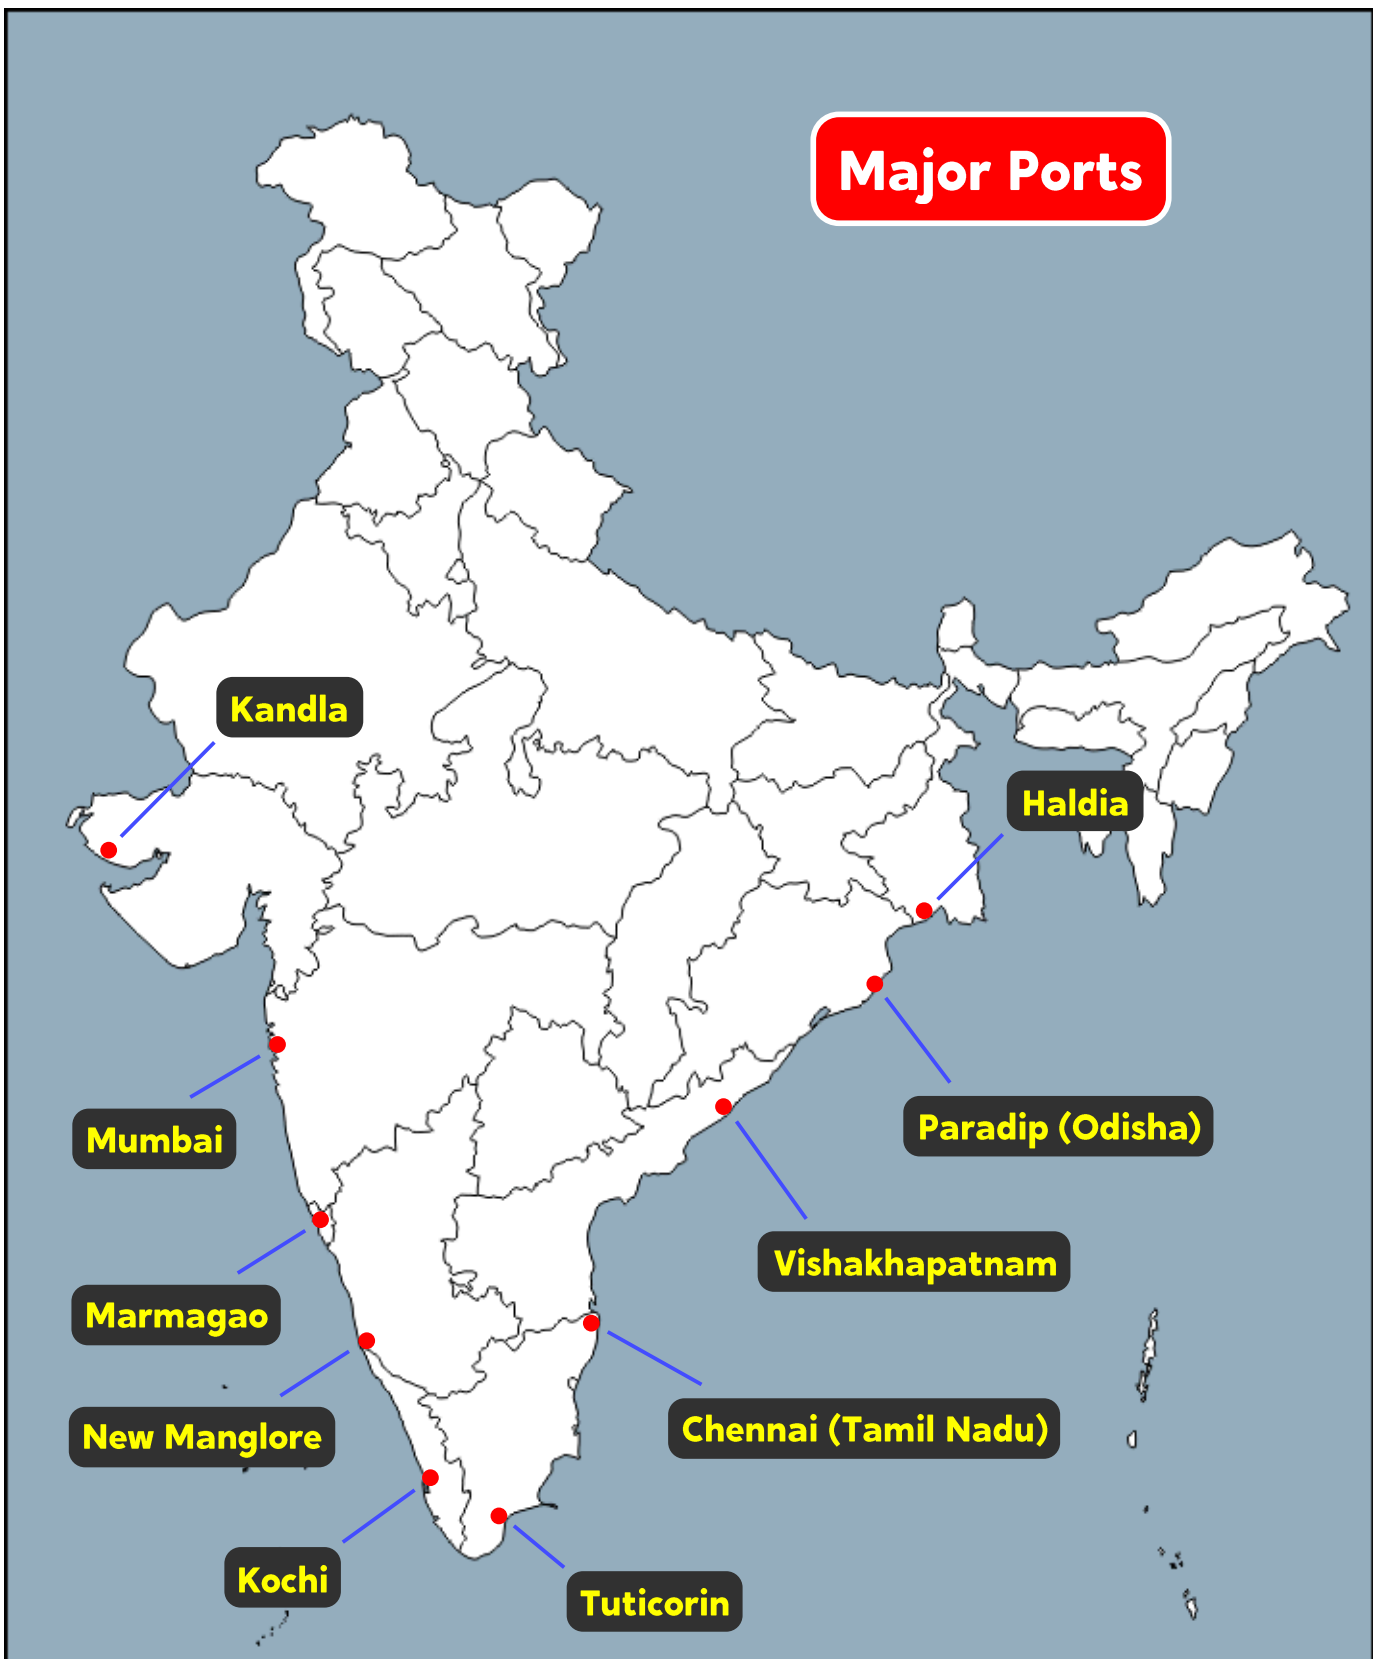 Major Ports
Kandla
Haldia
Mumbai
Paradip (Odisha)
Vishakhapatnam
Marmagao
New Manglore
Chennai (Tamil Nadu)
Kochi
Tuticorin